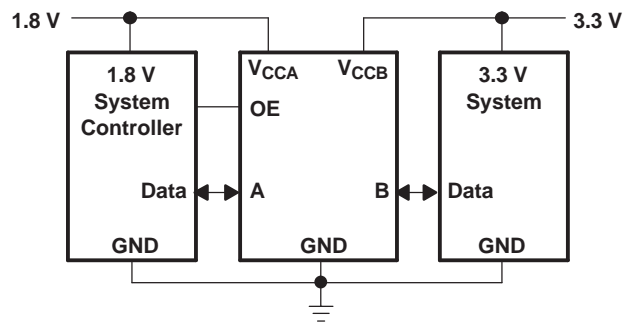 1.8 V
3.3 V
1.8 V
System
Controller
VCCA
VCCB
3.3 V
System
OE
Data
A
B
Data
GND
GND
GND